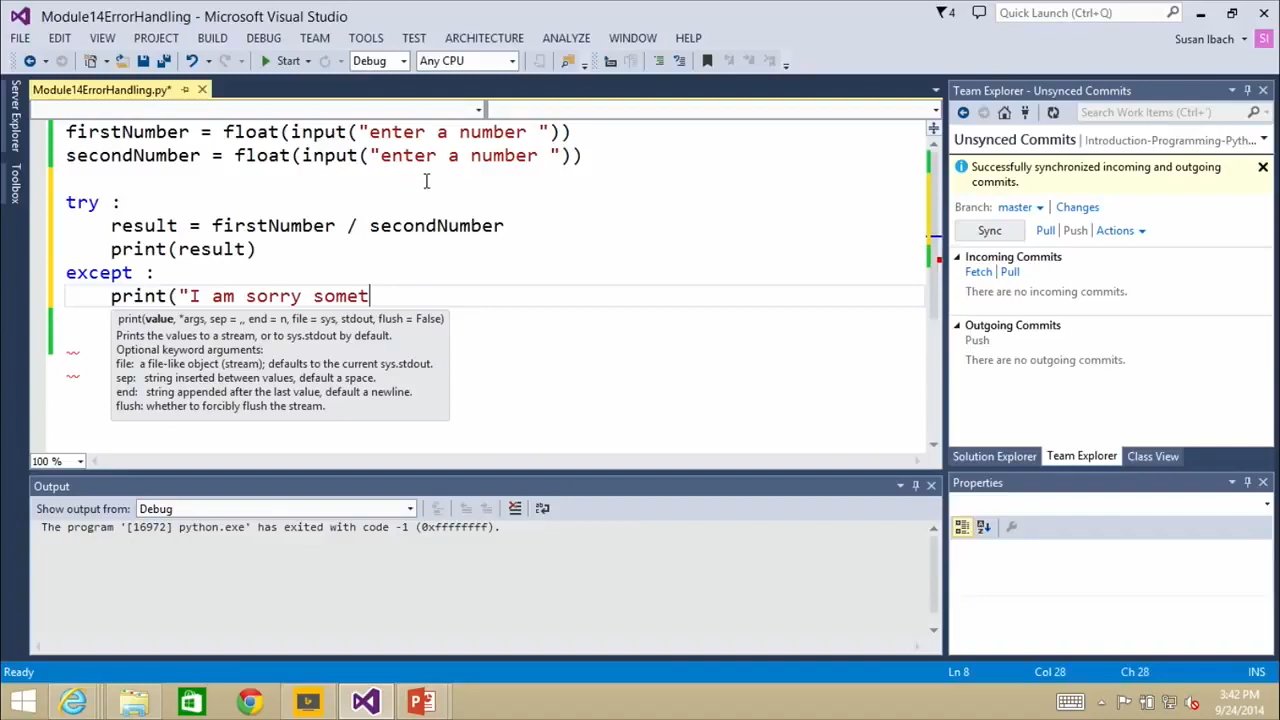 Module14ErrorHandling - Microsoft Visual Studio
4
Quick Launch (Ctrl+Q)
FILE EDIT VIEW PROJECT BUILD DEBUG TEAM TOOLS TEST ARCHITECTURE ANALYZE WINDOW HELP
Susan Ibach
SI
Start
Debug
Any CPU
Server Explorer
Toolbox
Module14ErrorHandling.py*
firstNumber = float(input("enter a number "))
secondNumber = float(input("enter a number "))
try :
result = firstNumber / secondNumber
print(result)
except :
print("I am sorry somet
print(value, *args, sep = ,, end = n, file = sys, stdout, flush = False)
Prints the values to a stream, or to sys.stdout by default.
Optional keyword arguments:
file: a file-like object (stream); defaults to the current sys.stdout.
sep: string inserted between values, default a space.
end: string appended after the last value, default a newline.
flush: whether to forcibly flush the stream.
100 %
Output
Show output from: Debug
The program '[16972] python.exe' has exited with code -1 (0xffffffff).
Team Explorer - Unsynced Commits
Search Work Items (Ctrl+')
Unsynced Commits Introduction-Programming-Pyth...
Successfully synchronized incoming and outgoing
commits.
Branch: master Changes
Sync Pull Push Actions
Incoming Commits
Fetch | Pull
There are no incoming commits.
Outgoing Commits
Push
There are no outgoing commits.
Solution Explorer Team Explorer Class View
Properties
Ready
Ln 8
Col 28
Ch 28
INS
3:42 PM
9/24/2014